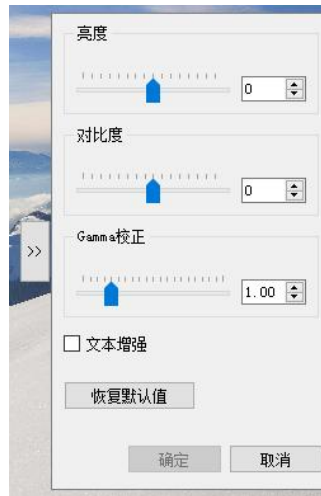 亮度
0
对比度
0
Gamma校正
>>
1.00
文本增强
恢复默认值
确定 取消